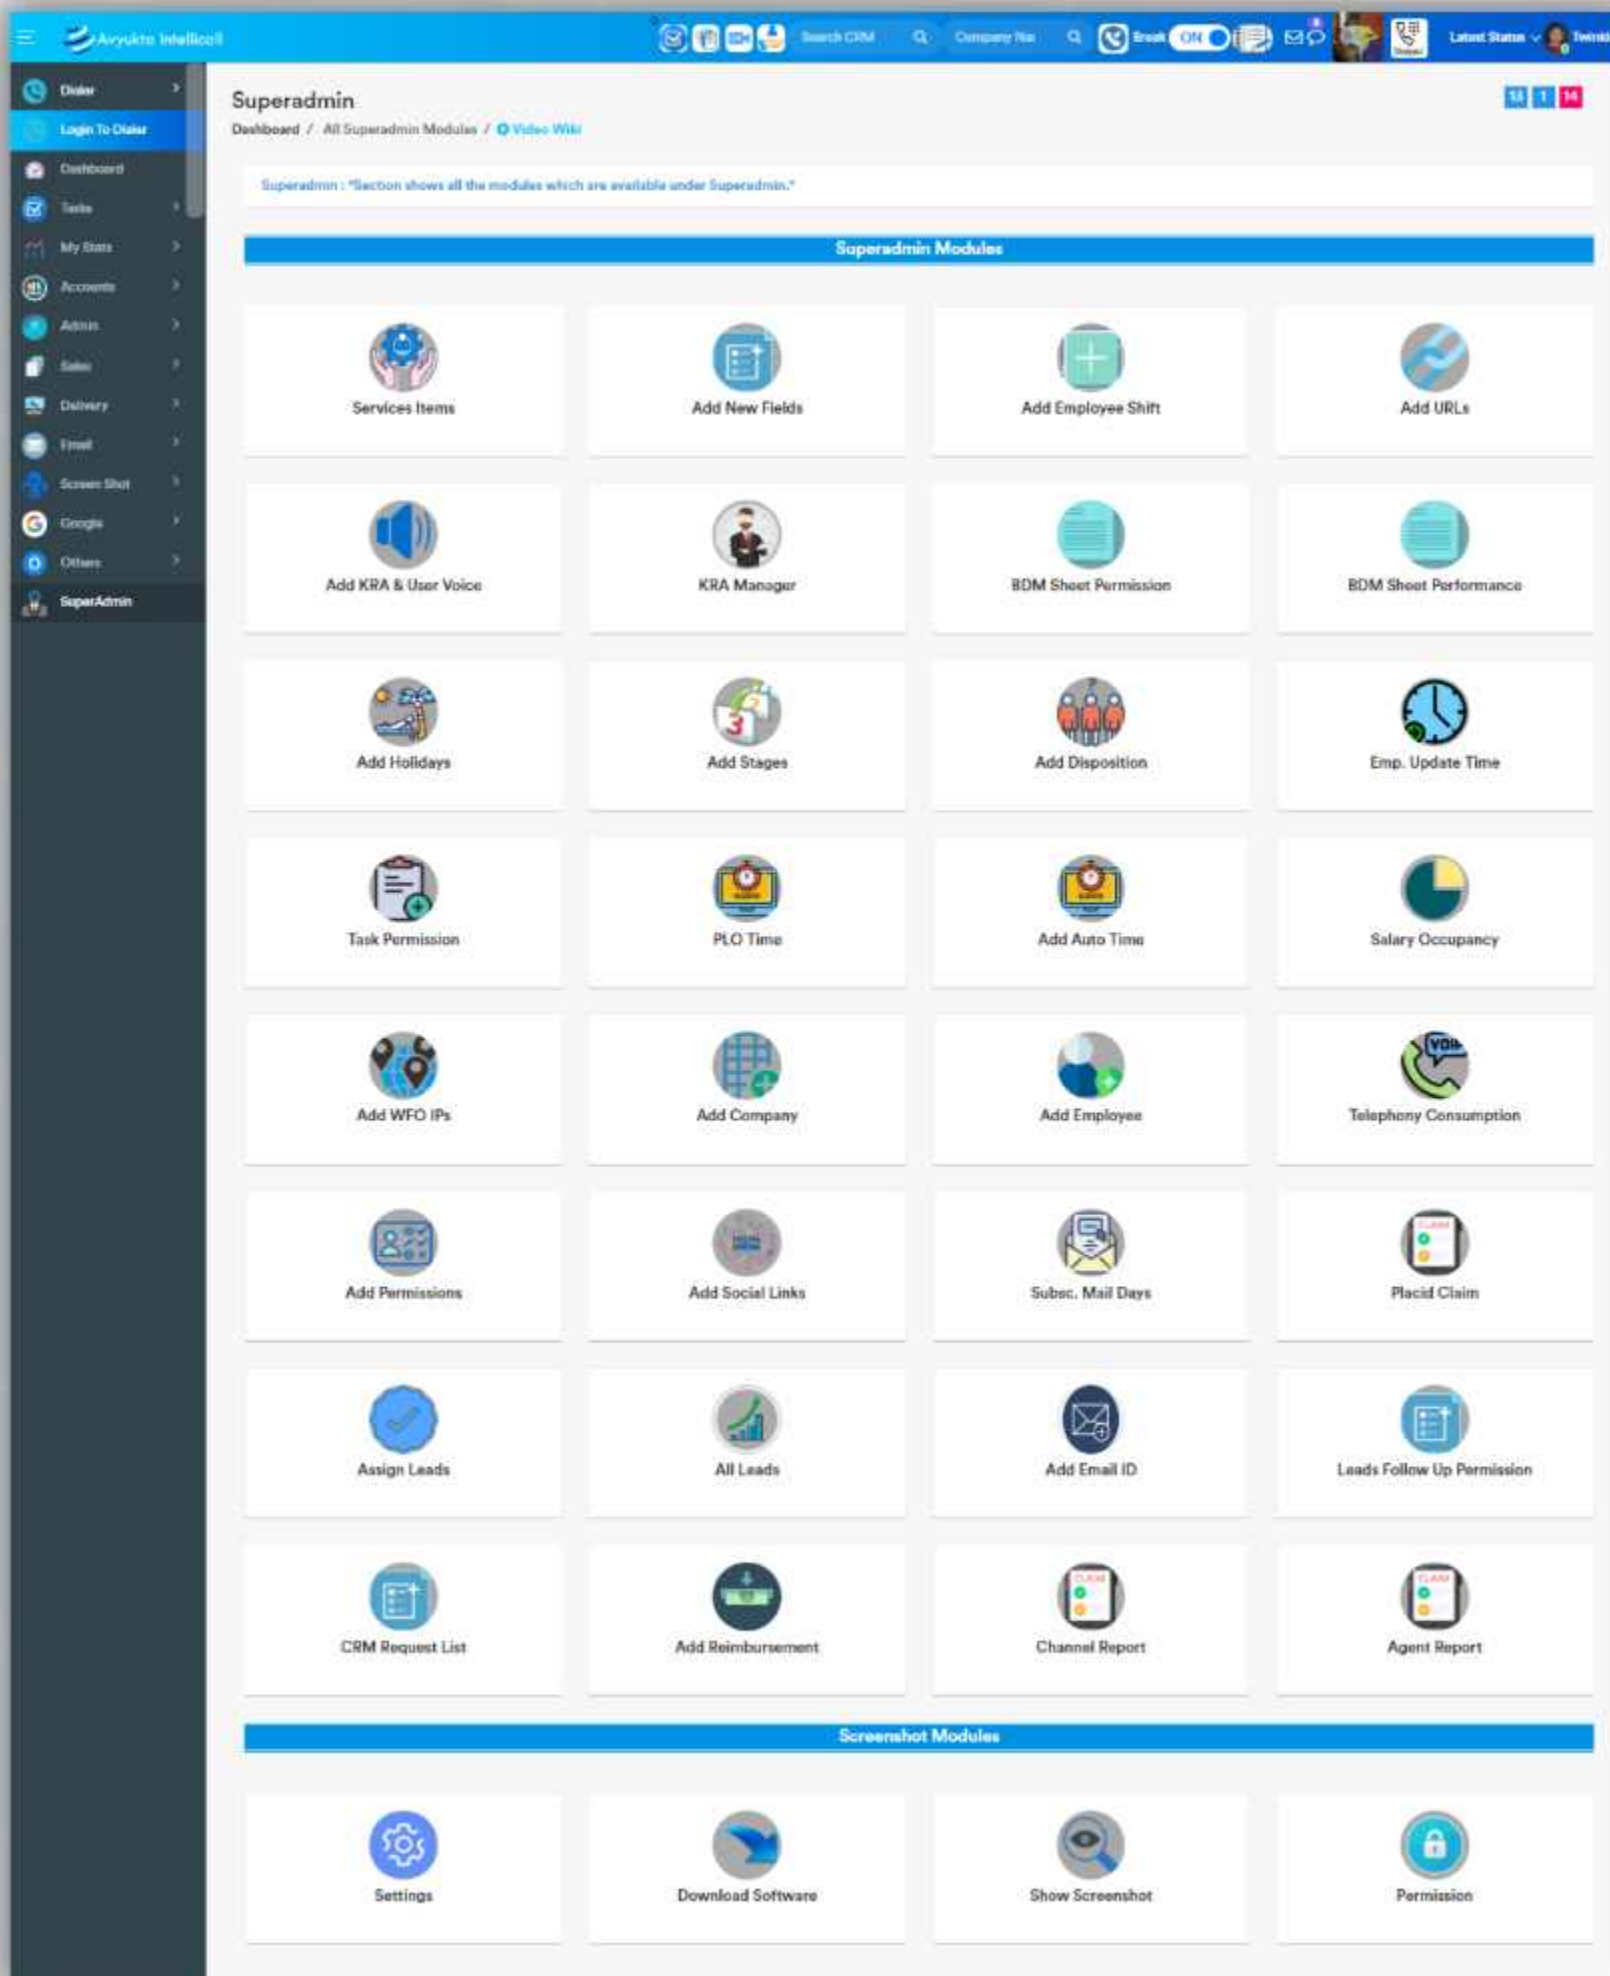 Avyukta Intellicall
Search CRM
Company Nar
Break
ON
Latest Status
Twinkl
Dialer
Login To Dialer
Dashboard
Tasks
My Stats
Accounts
Admin
Sales
Delivery
Email
Screen Shot
Google
Others
SuperAdmin
Superadmin
13 1 14
Dashboard / All Superadmin Modules / Video Wiki
Superadmin : "Section shows all the modules which are available under Superadmin."
Superadmin Modules
Services Items
Add New Fields
Add Employee Shift
Add URLs
Add KRA & User Voice
KRA Manager
BDM Sheet Permission
BDM Sheet Performance
Add Holidays
Add Stages
Add Disposition
Emp. Update Time
Task Permission
PLO Time
Add Auto Time
Salary Occupancy
Add WFO IPs
Add Company
Add Employee
Telephony Consumption
Add Permissions
Add Social Links
Subsc. Mail Days
Placid Claim
Assign Leads
All Leads
Add Email ID
Leads Follow Up Permission
CRM Request List
Add Reimbursement
Channel Report
Agent Report
Screenshot Modules
Settings
Download Software
Show Screenshot
Permission